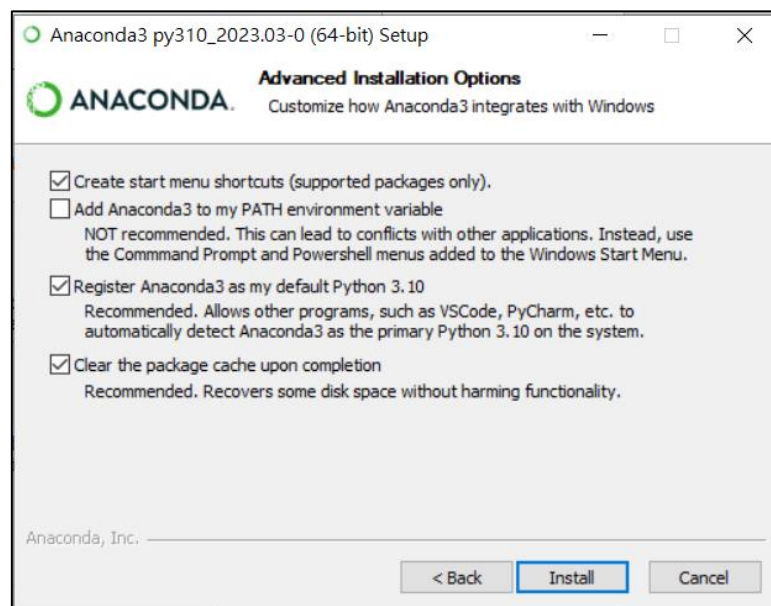 Anaconda3 py310_2023.03-0 (64-bit) Setup
ANACONDA.
Advanced Installation Options
Customize how Anaconda3 integrates with Windows
Create start menu shortcuts (supported packages only).
Add Anaconda3 to my PATH environment variable
NOT recommended. This can lead to conflicts with other applications. Instead, use
the Commmand Prompt and Powershell menus added to the Windows Start Menu.
Register Anaconda3 as my default Python 3.10
Recommended. Allows other programs, such as VSCode, PyCharm, etc. to
automatically detect Anaconda3 as the primary Python 3.10 on the system.
Clear the package cache upon completion
Recommended. Recovers some disk space without harming functionality.
Anaconda, Inc.
< Back
Install
Cancel